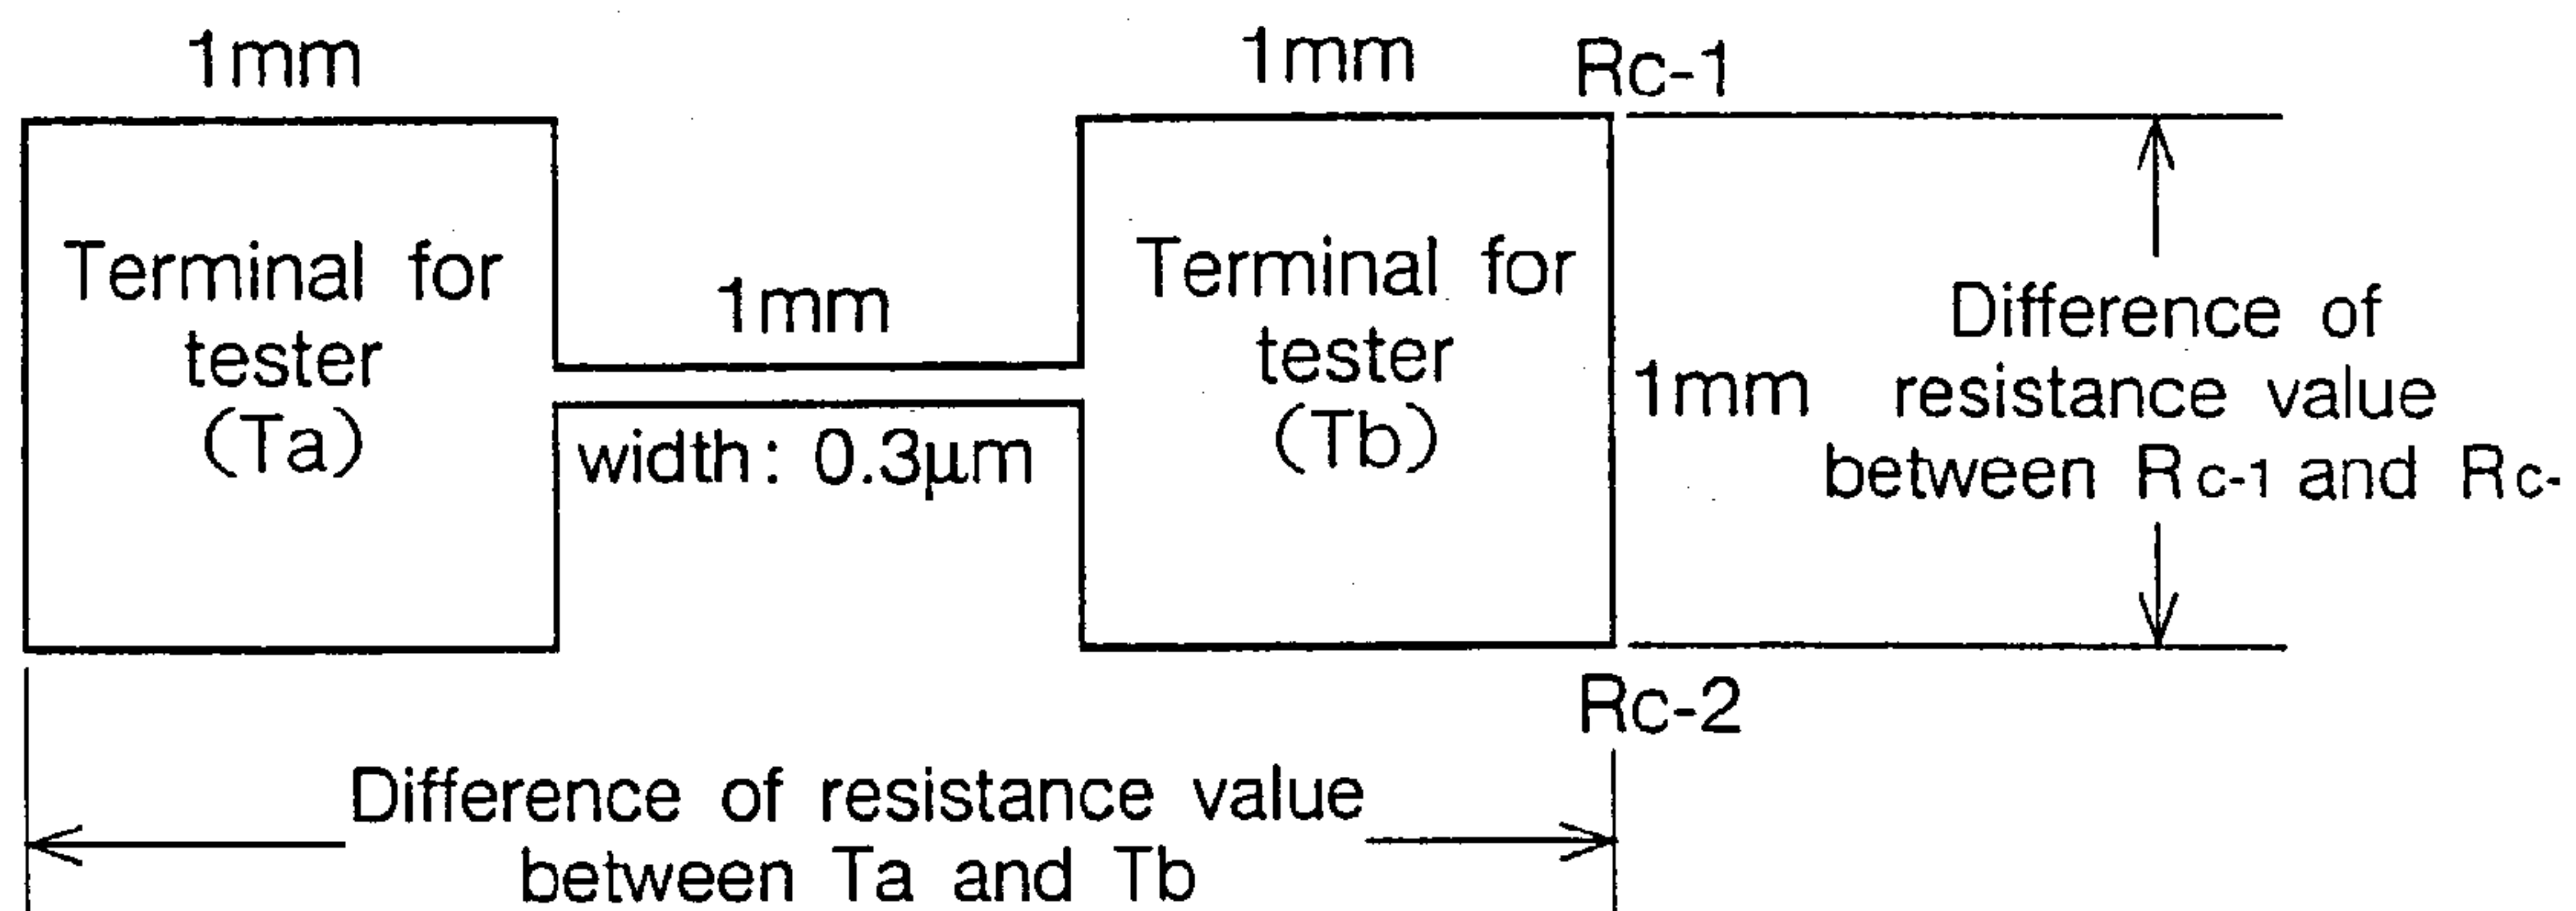 1mm
1mm
Rc-1
Terminal for
tester
(Ta)
1mm
width: 0.3μm
Terminal for
tester
(Tb)
1mm
Difference of
resistance value
between Rc-1 and Rc-
Rc-2
Difference of resistance value
between Ta and Tb